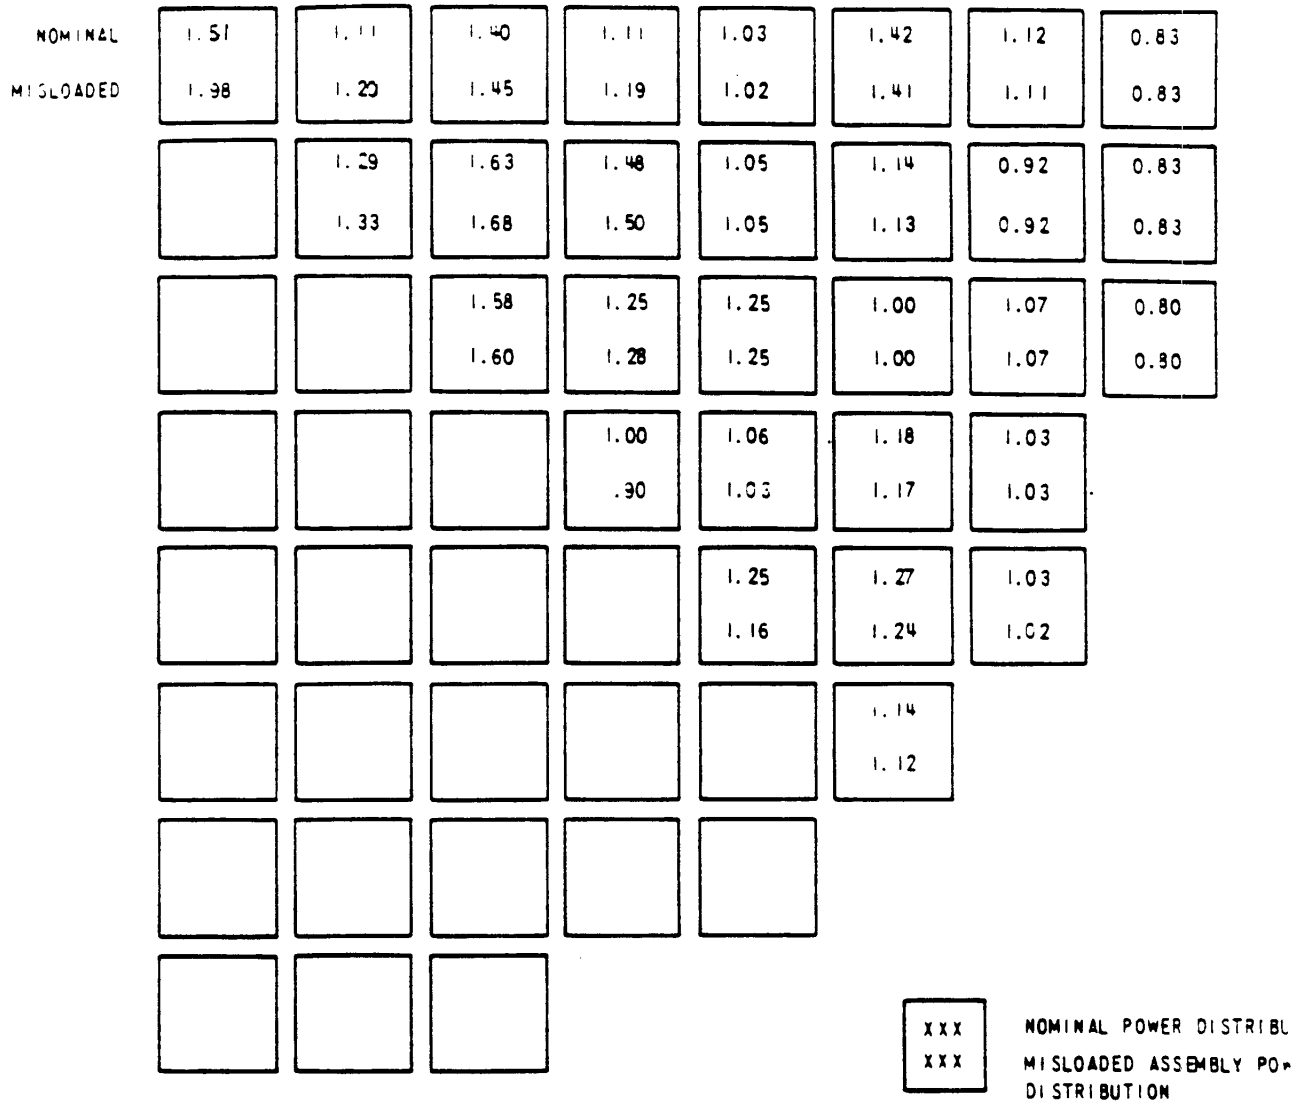 NOMINAL 1.51 1.11 1.40 1.11 1.03 1.42 1.12 0.83
MISLOADED 1.98 1.20 1.45 1.19 1.02 1.41 1.11 0.83
1.29 1.63 1.48 1.05 1.14 0.92 0.83
1.33 1.68 1.50 1.05 1.13 0.92 0.83
1.58 1.25 1.25 1.00 1.07 0.80
1.60 1.28 1.25 1.00 1.07 0.80
1.00 1.06 1.18 1.03
.90 1.03 1.17 1.03
1.25 1.27 1.03
1.16 1.24 1.02
1.14
1.12
XXX NOMINAL POWER DISTRIBU
XXX MISLOADED ASSEMBLY POW
DISTRIBUTION